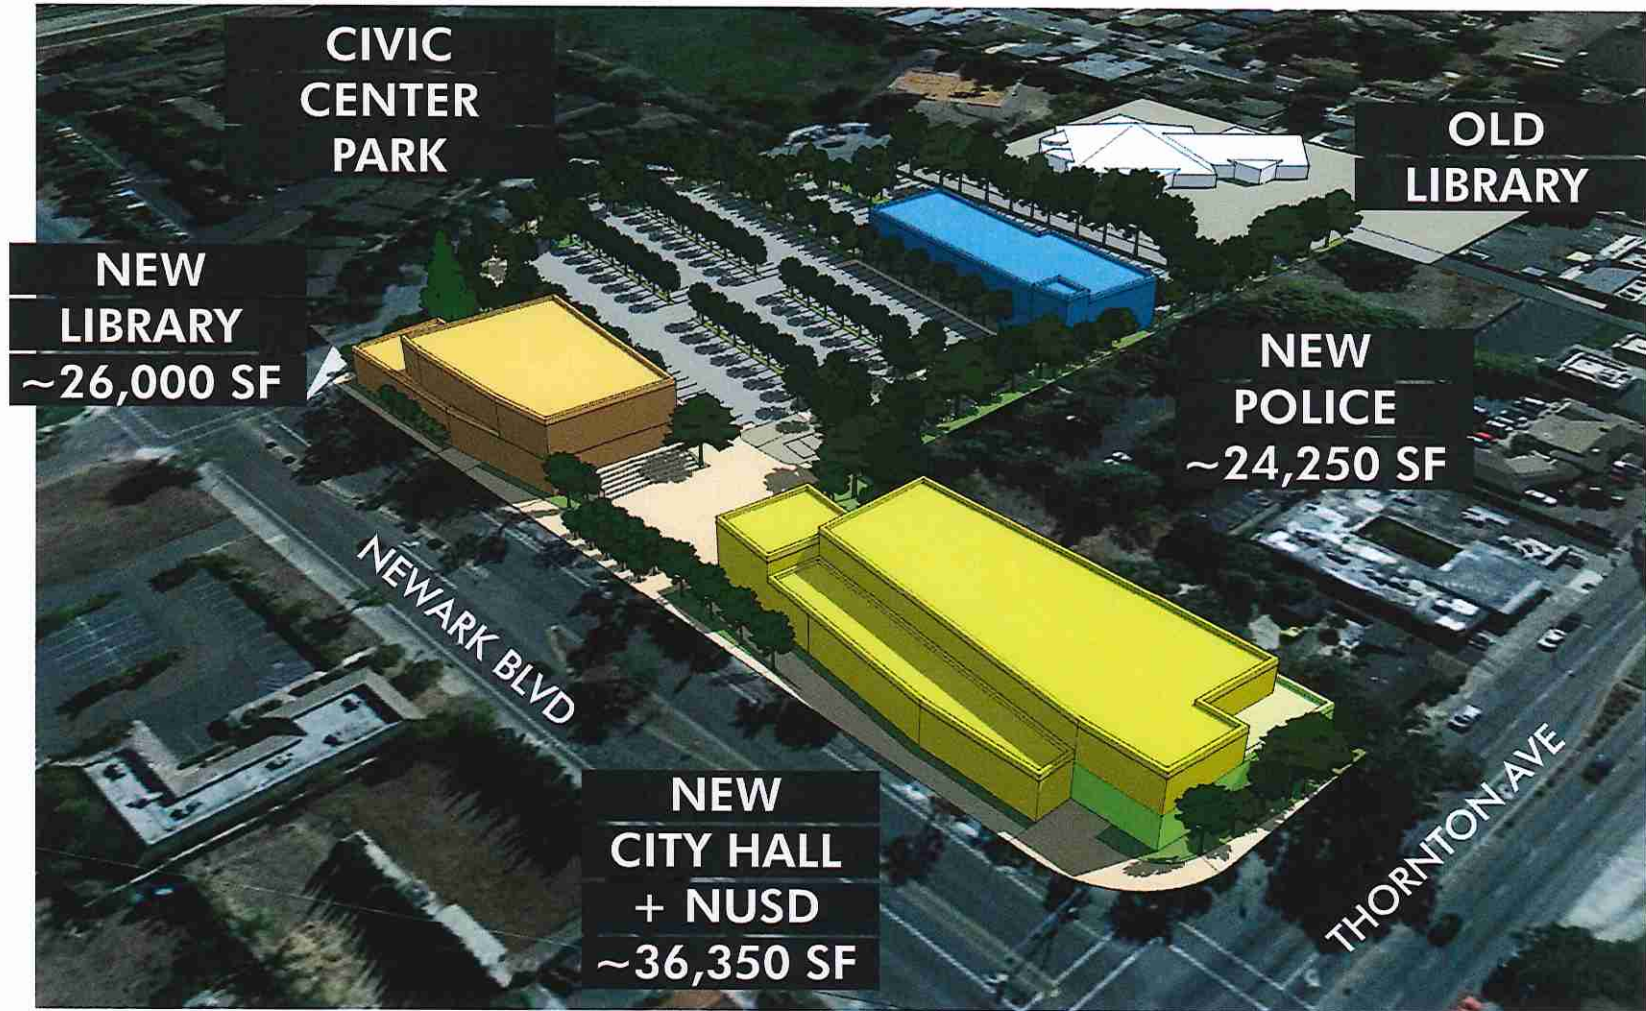 CIVIC
CENTER
PARK
OLD
LIBRARY
NEW
LIBRARY
~26,000 SF
NEW
POLICE
~24,250 SF
NEWARK BLVD
NEW
CITY HALL
+ NUSD
~36,350 SF
THORNTON AVE